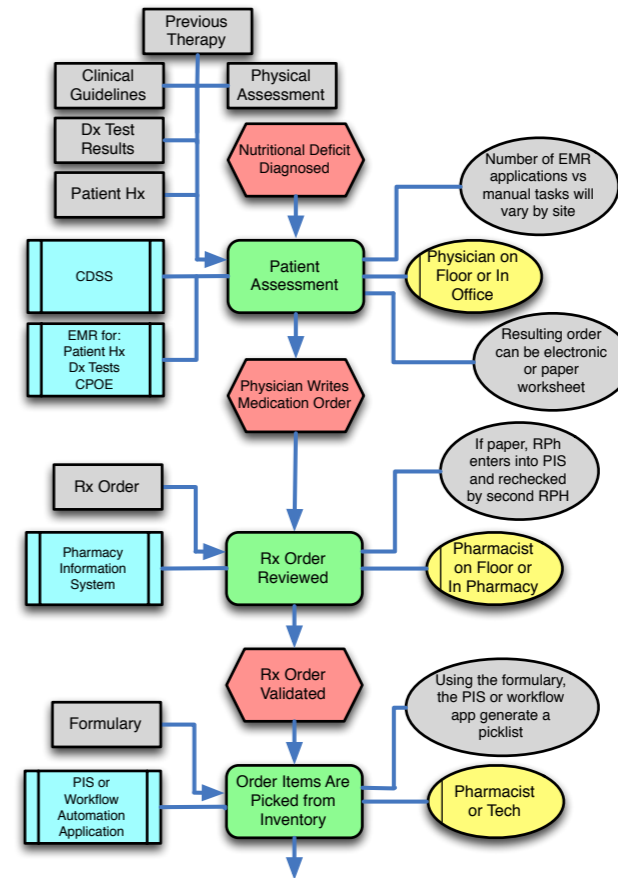 Previous
Therapy
Clinical
Guidelines
Physical
Assessment
Dx Test
Results
Nutritional Deficit
Diagnosed
Patient Hx
Number of EMR
applications vs
manual tasks will
vary by site
CDSS
Patient
Assessment
Physician on
Floor or In
Office
EMR for:
Patient Hx
Dx Tests
CPOE
Resulting order
can be electronic
or paper
worksheet
Physician Writes
Medication Order
If paper, RPh
enters into PIS
and rechecked
by second RPH
Rx Order
Pharmacy
Information
System
Rx Order
Reviewed
Pharmacist
on Floor or
In Pharmacy
Rx Order
Validated
Using the formulary,
the PIS or workflow
app generate a
picklist
Formulary
PIS or
Workflow
Automation
Application
Order Items Are
Picked from
Inventory
Pharmacist
or Tech